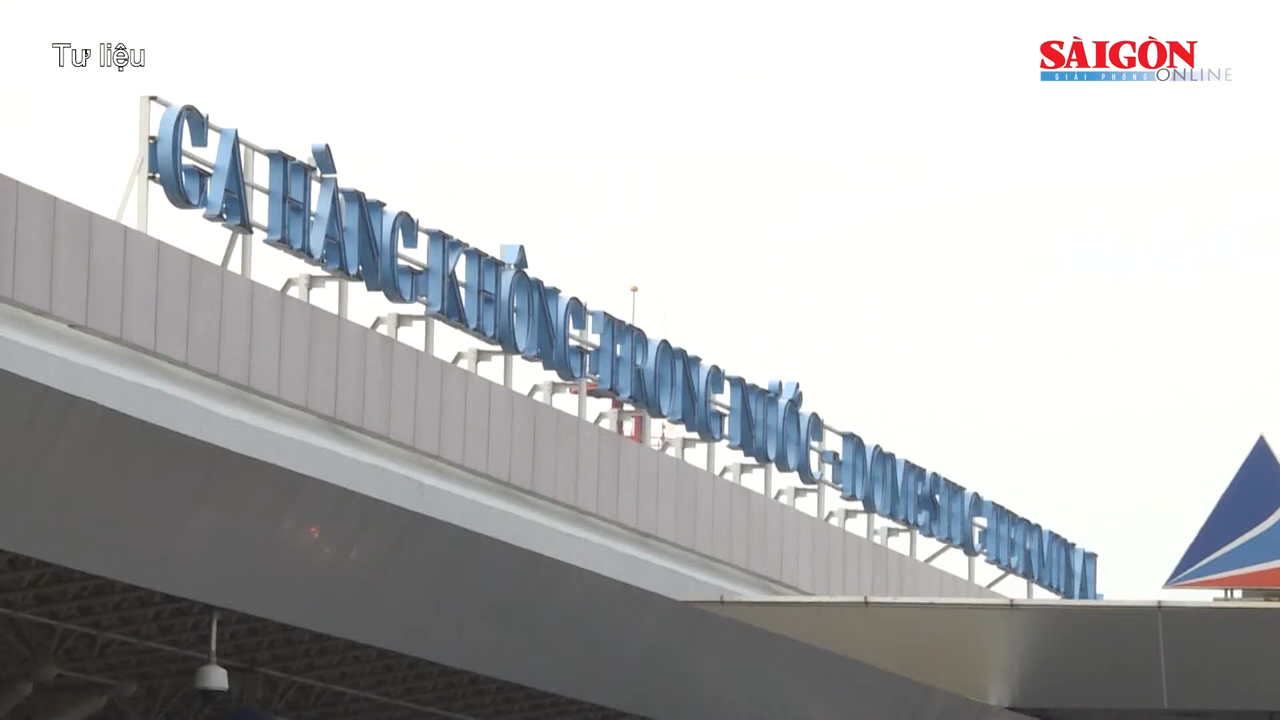 Tư liệu
SÀIGÒN
GIẢI PHÓNG ONLINE
GA HÀNG KHÔNG TRONG NƯỚC - DOMESTIC TERMINAL